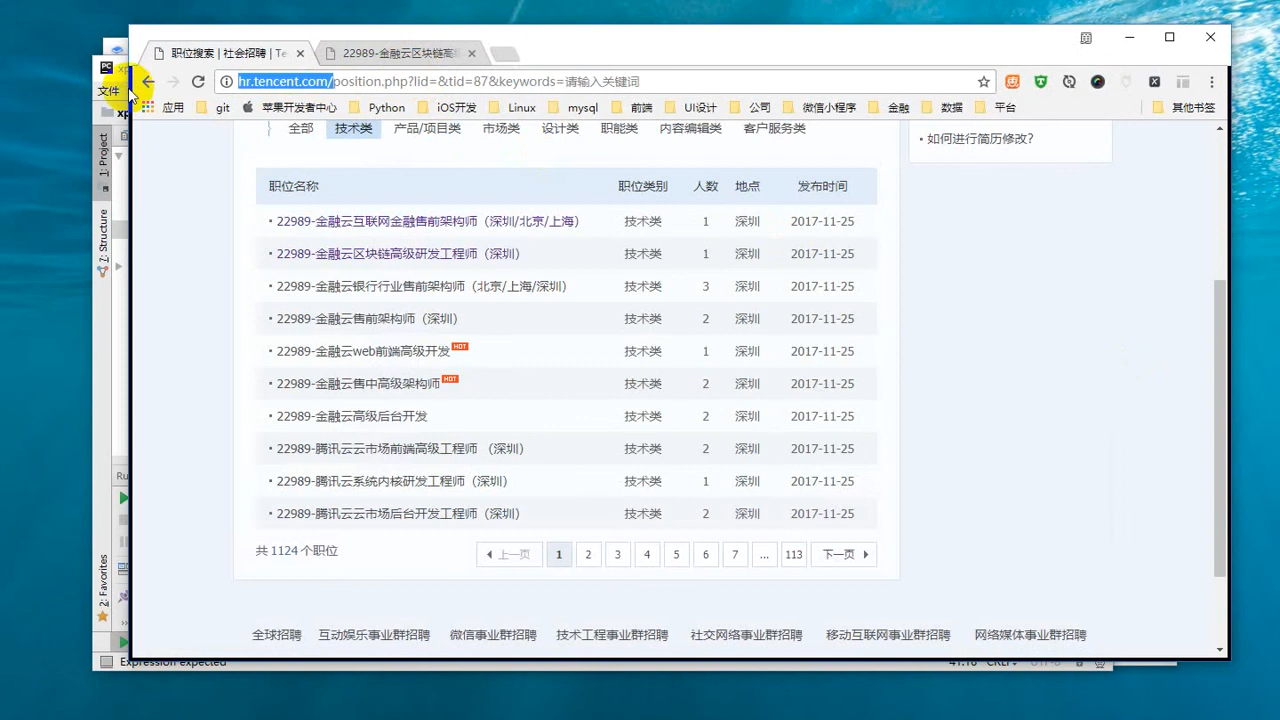 职位搜索 | 社会招聘 | Te
22989-金融云区块链高级
文件
hr.tencent.com/position.php?lid=&tid=87&keywords=请输入关键词
应用 git 苹果开发者中心 Python iOS开发 Linux mysql 前端 UI设计 公司 微信小程序 金融 数据 平台 其他书签
1: Project
7: Structure
2: Favorites
Ru
全部 技术类 产品/项目类 市场类 设计类 职能类 内容编辑类 客户服务类
• 如何进行简历修改?
职位名称 职位类别 人数 地点 发布时间
• 22989-金融云互联网金融售前架构师（深圳/北京/上海） 技术类 1 深圳 2017-11-25
• 22989-金融云区块链高级研发工程师（深圳） 技术类 1 深圳 2017-11-25
• 22989-金融云银行行业售前架构师（北京/上海/深圳） 技术类 3 深圳 2017-11-25
• 22989-金融云售前架构师（深圳） 技术类 2 深圳 2017-11-25
• 22989-金融云web前端高级开发 HOT 技术类 1 深圳 2017-11-25
• 22989-金融云售中高级架构师 HOT 技术类 2 深圳 2017-11-25
• 22989-金融云高级后台开发 技术类 2 深圳 2017-11-25
• 22989-腾讯云云市场前端高级工程师 （深圳） 技术类 2 深圳 2017-11-25
• 22989-腾讯云系统内核研发工程师（深圳） 技术类 1 深圳 2017-11-25
• 22989-腾讯云云市场后台开发工程师（深圳） 技术类 2 深圳 2017-11-25
共 1124 个职位
上一页 1 2 3 4 5 6 7 ... 113 下一页
全球招聘 互动娱乐事业群招聘 微信事业群招聘 技术工程事业群招聘 社交网络事业群招聘 移动互联网事业群招聘 网络媒体事业群招聘
Expression expected